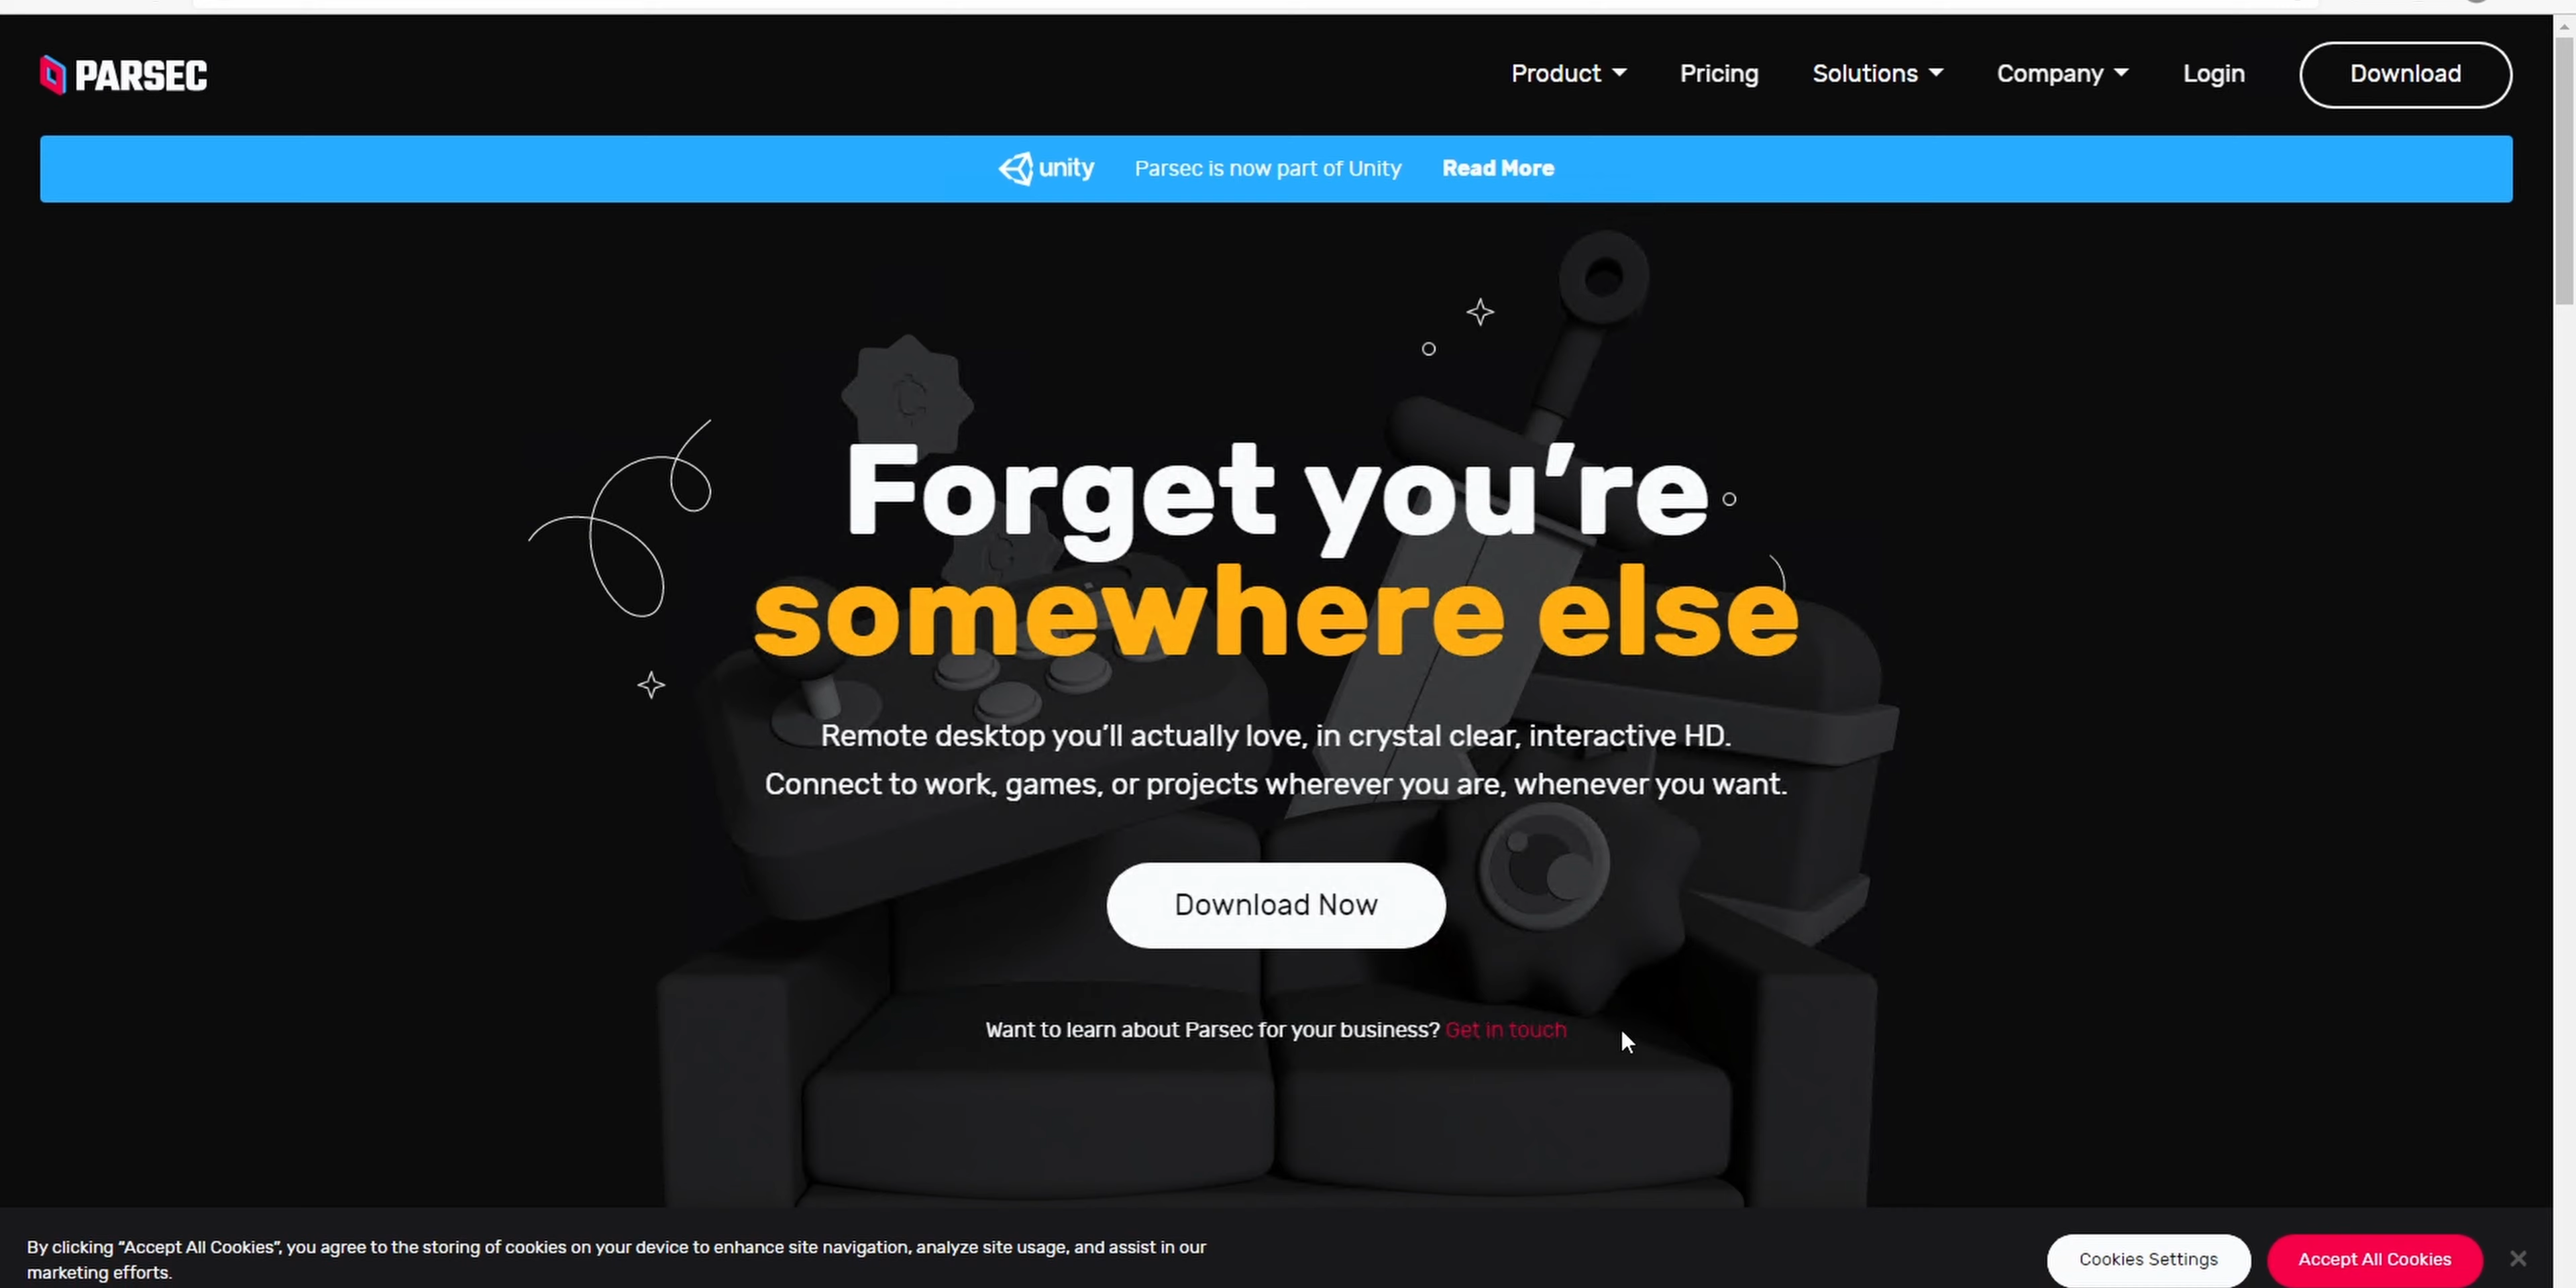 PARSEC
Product
Pricing
Solutions
Company
Login
Download
unity
Parsec is now part of Unity
Read More
Forget you’re
somewhere else
Remote desktop you’ll actually love, in crystal clear, interactive HD.
Connect to work, games, or projects wherever you are, whenever you want.
Download Now
Want to learn about Parsec for your business? Get in touch
By clicking “Accept All Cookies”, you agree to the storing of cookies on your device to enhance site navigation, analyze site usage, and assist in our
marketing efforts.
Cookies Settings
Accept All Cookies